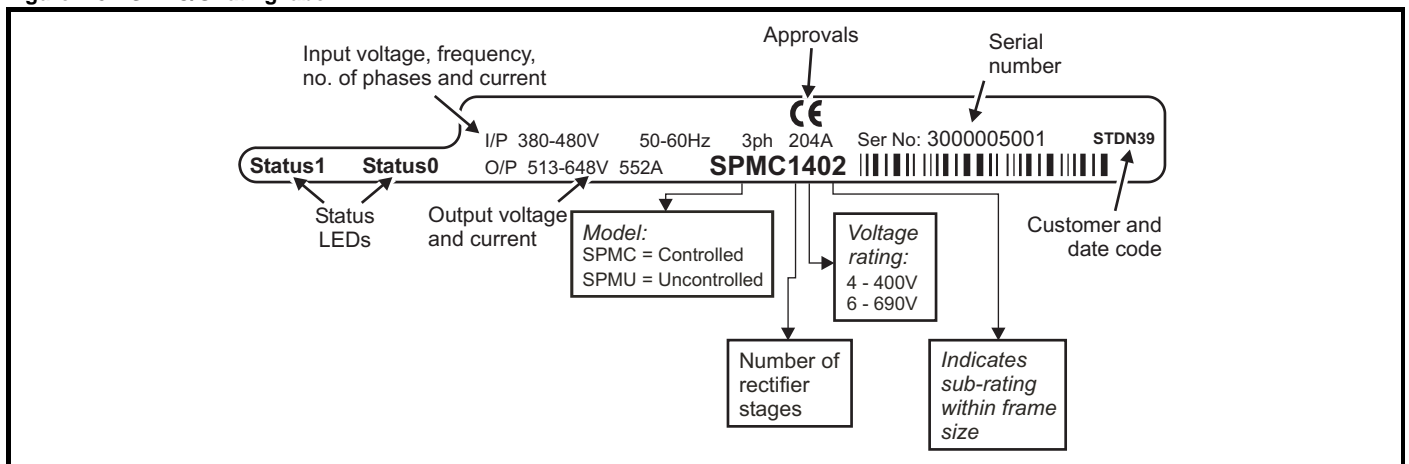 Approvals
Serial
number
Input voltage, frequency,
no. of phases and current
CE
I/P 380-480V 50-60Hz 3ph 204A Ser No: 3000005001 STDN39
Status1 Status0 O/P 513-648V 552A SPMC1402
Status
LEDs
Output voltage
and current
Model:
SPMC = Controlled
SPMU = Uncontrolled
Voltage
rating:
4 - 400V
6 - 690V
Customer and
date code
Number of
rectifier
stages
Indicates
sub-rating
within frame
size